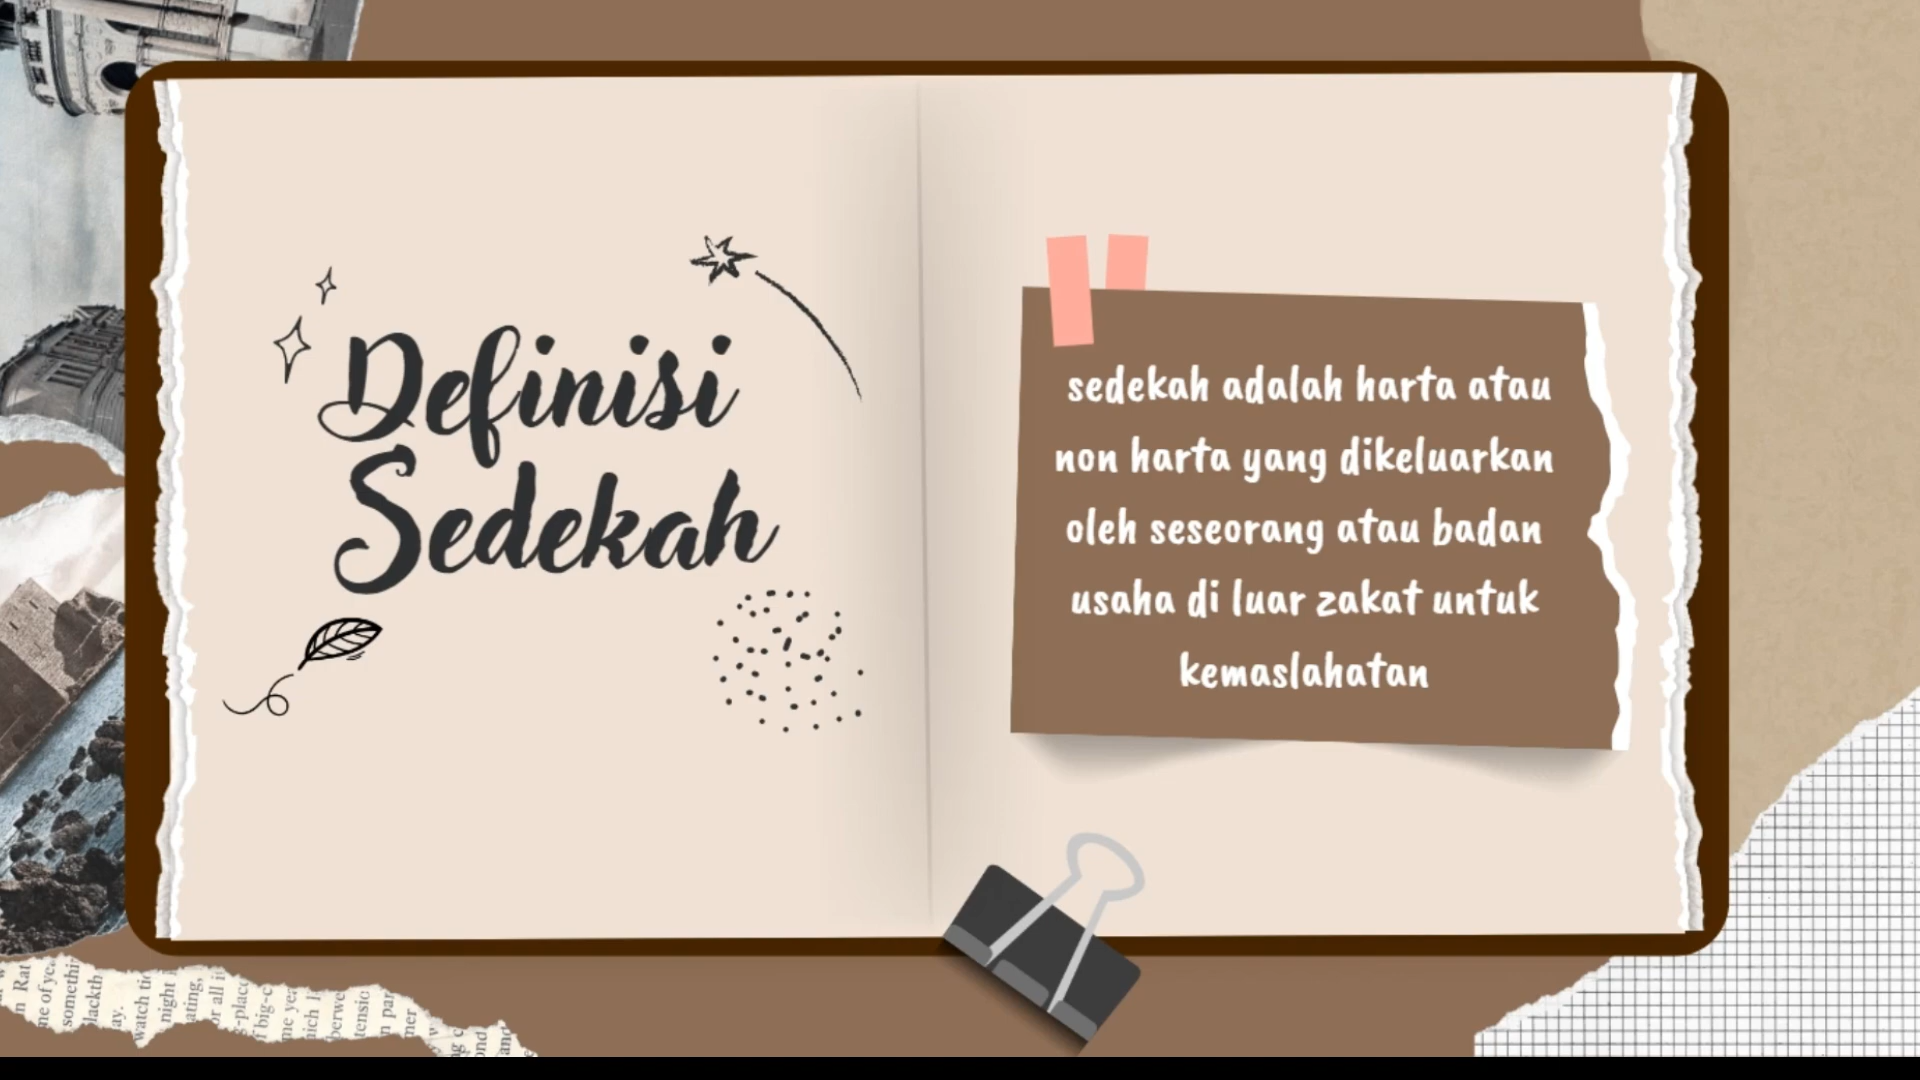 Definisi
Sedekah
sedekah adalah harta atau
non harta yang dikeluarkan
oleh seseorang atau badan
usaha di luar zakat untuk
kemaslahatan